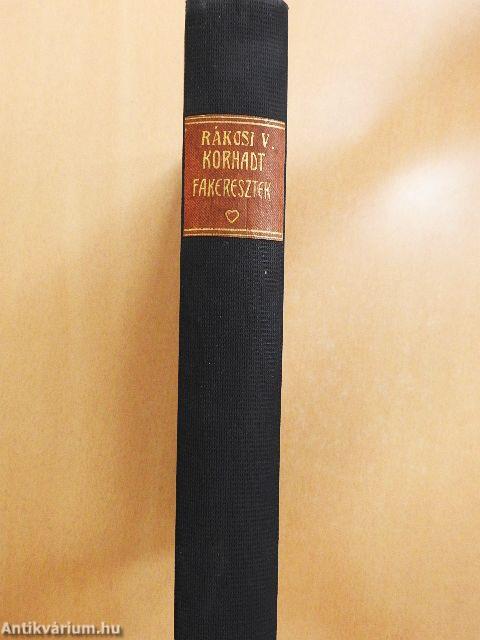 RÁKOSI V.
KORHADT
FAKERESZTEK
Antikvárium.hu